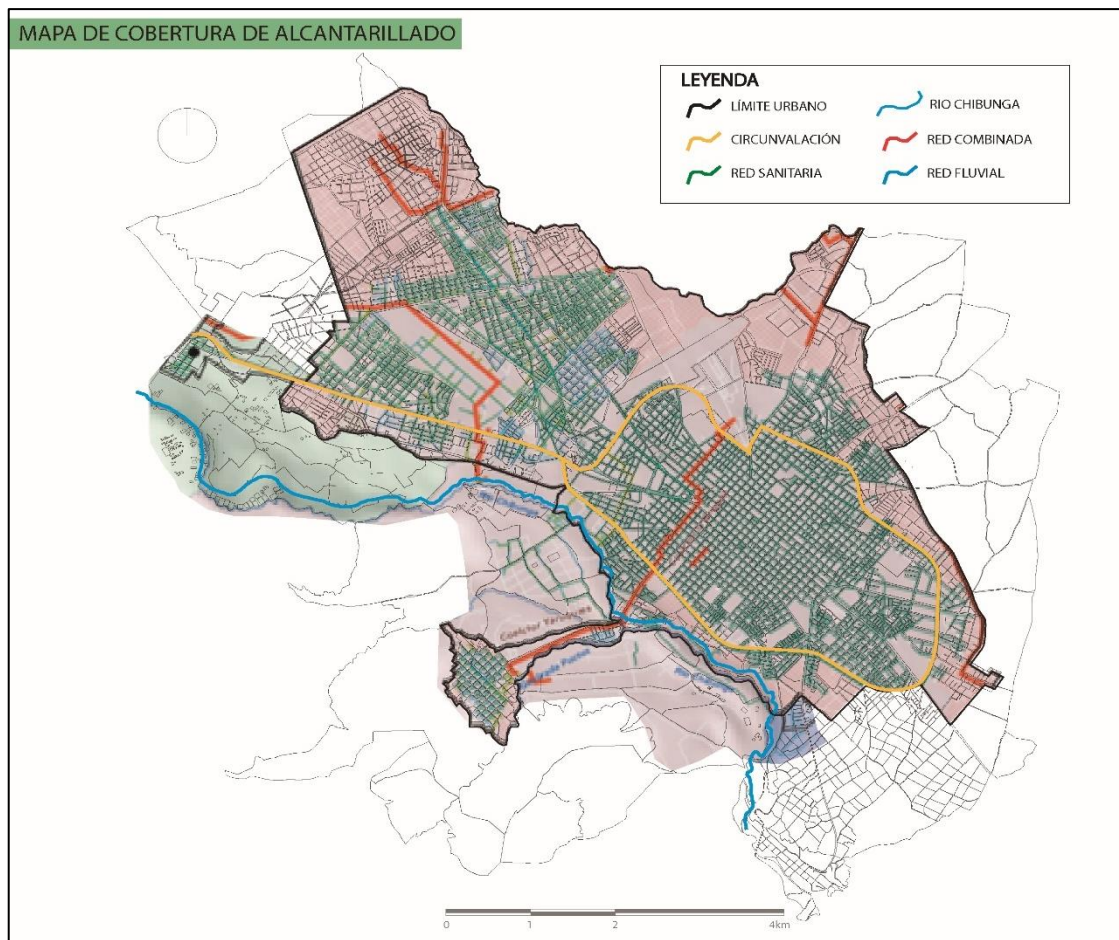 MAPA DE COBERTURA DE ALCANTARILLADO
LEYENDA
LÍMITE URBANO
RIO CHIBUNGA
CIRCUNVALACIÓN
RED COMBINADA
RED SANITARIA
RED FLUVIAL
0 1 2 4km